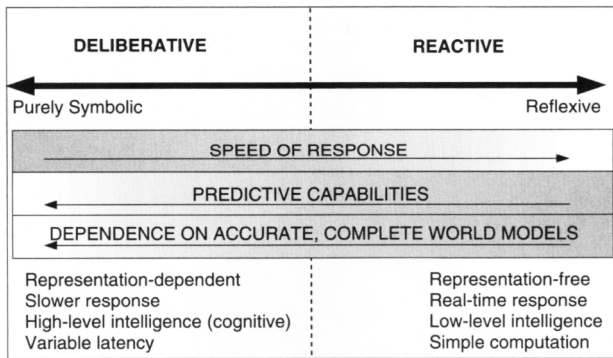 DELIBERATIVE
REACTIVE
Purely Symbolic
Reflexive
SPEED OF RESPONSE
PREDICTIVE CAPABILITIES
DEPENDENCE ON ACCURATE, COMPLETE WORLD MODELS
Representation-dependent
Slower response
High-level intelligence (cognitive)
Variable latency
Representation-free
Real-time response
Low-level intelligence
Simple computation